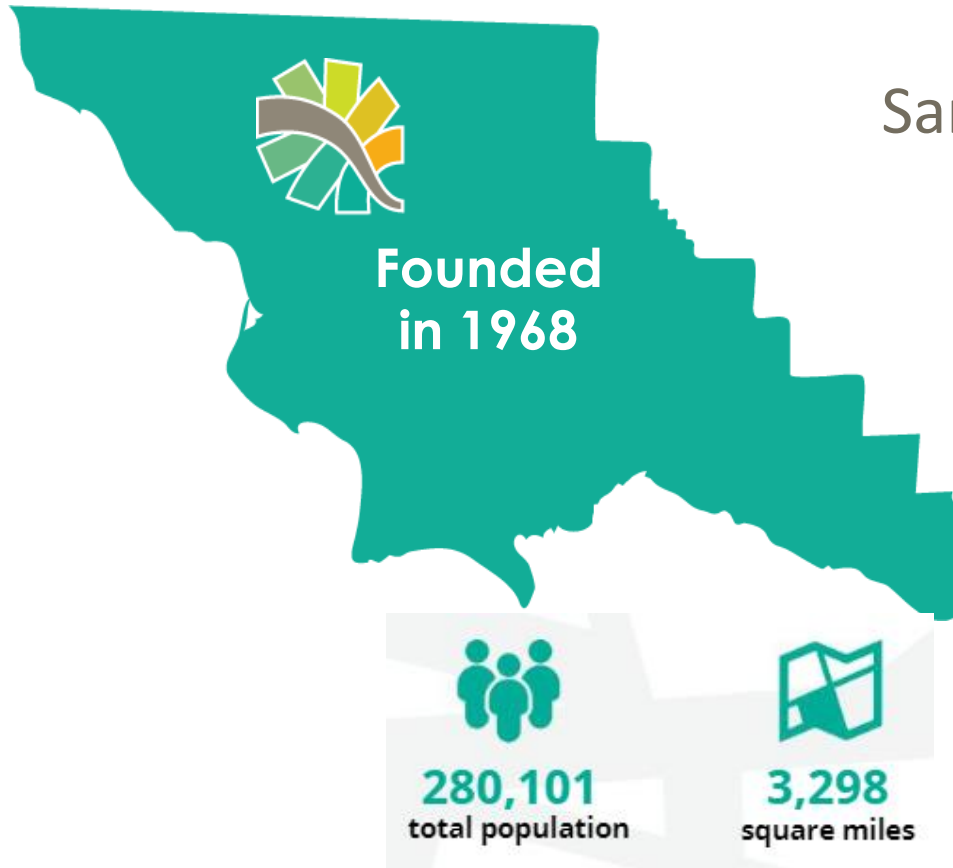 Founded
in 1968
280,101
total population
3,298
square miles